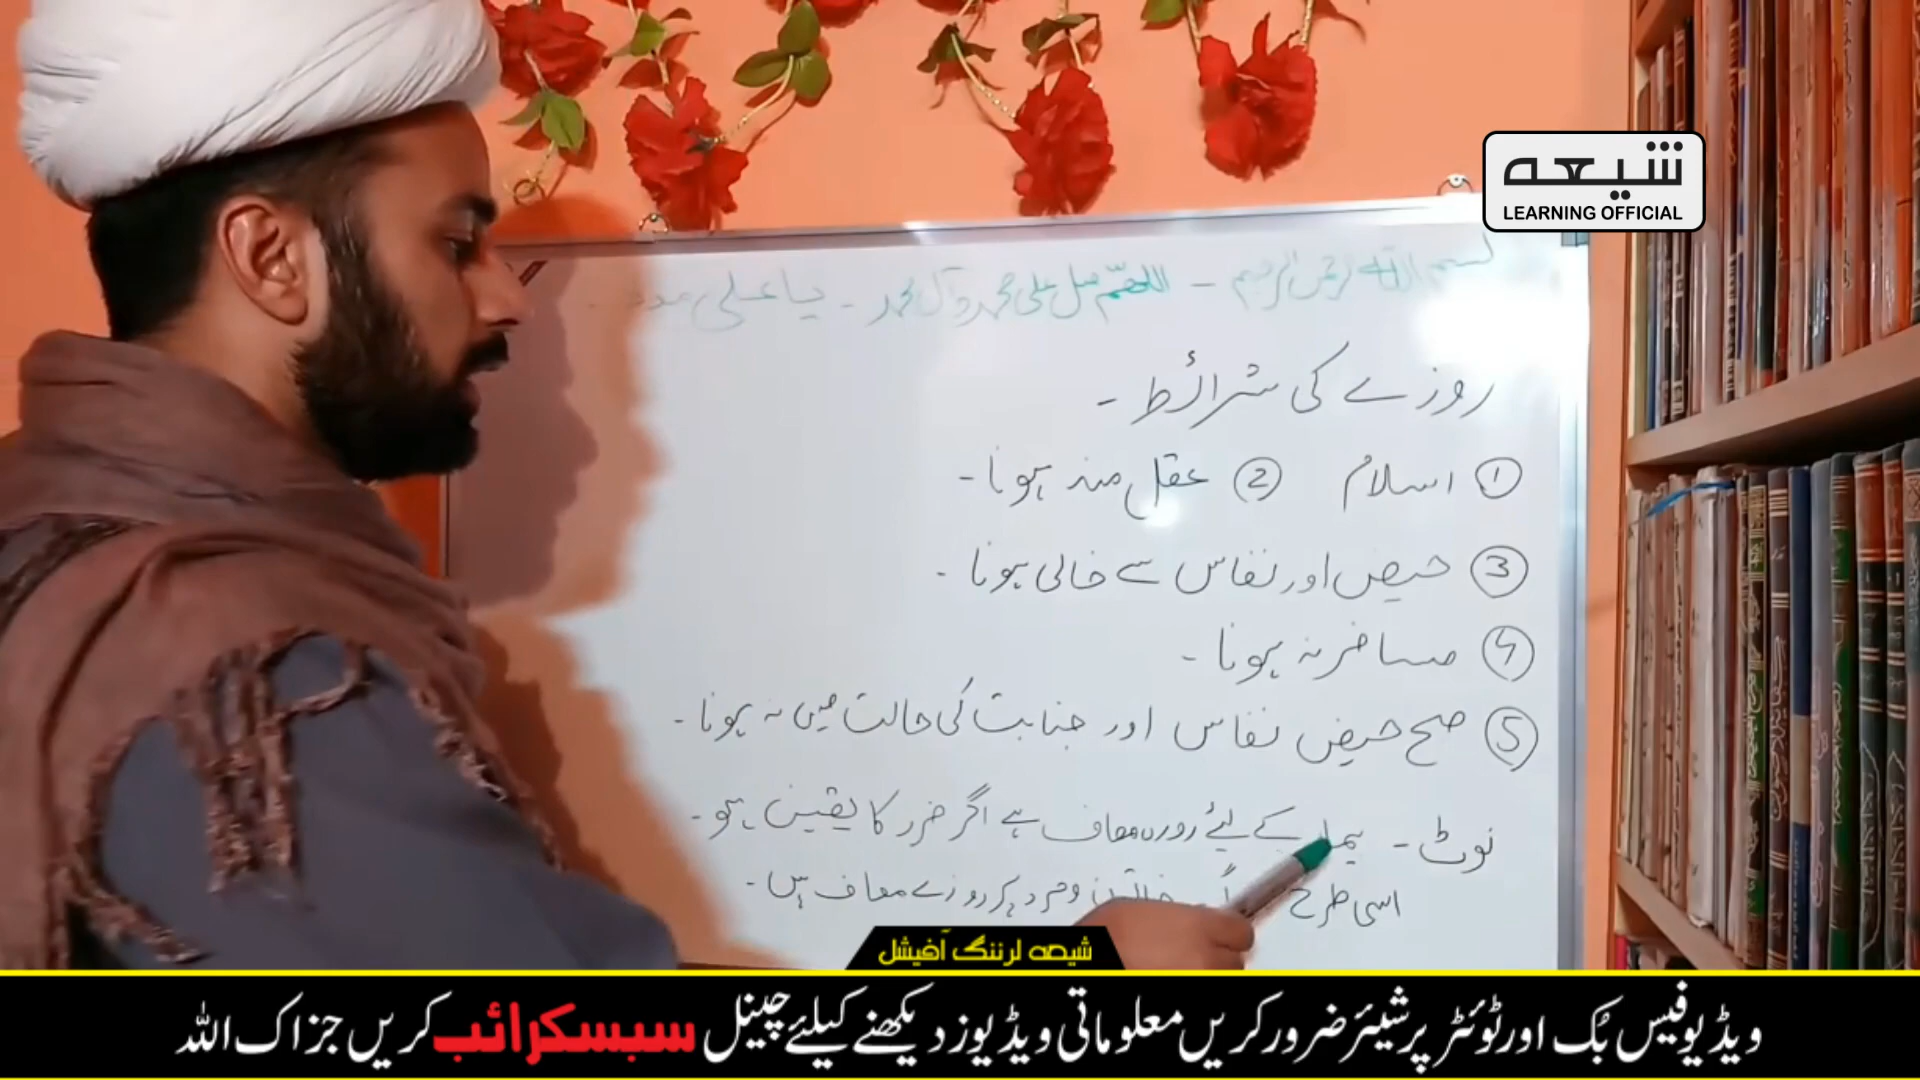 شیعہ
LEARNING OFFICIAL
بسم اللہ الرحمن الرحیم - اللھم صل علی محمد وآل محمد - یا علی مدد
روزے کی شرائط -
① اسلام ② عقل مند ہونا -
③ حیض اور نفاس سے خالی ہونا -
④ مسافر نہ ہونا -
⑤ صبح حیض نفاس اور جنابت کی حالت میں نہ ہونا -
نوٹ - بیمار کے لیئے روزہ معاف ہے اگر ضرر کا یقین ہو -
اسی طرح خواتین و مرد پر روزے معاف ہیں -
شیعہ لرننگ آفیشل
ویڈیو فیس بُک اور ٹوئٹر پر شیئر ضرور کریں معلوماتی ویڈیوز دیکھنے کیلئے چینل سبسکرائب کریں جزاک اللہ